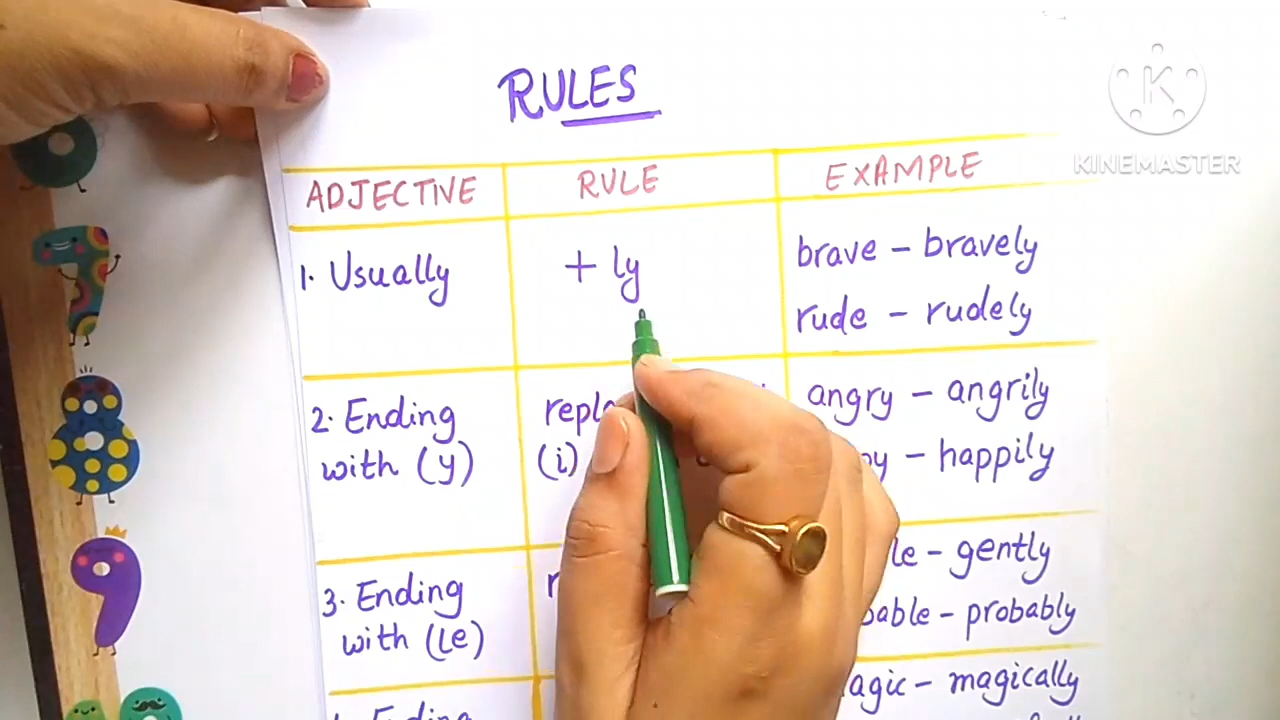 RULES
KINEMASTER
ADJECTIVE RULE EXAMPLE
1. Usually + ly brave - bravely
rude - rudely
2. Ending
with (y)
(i)
angry - angrily
- happily
3. Ending
with (le)
- gently
- probably
- magically
Ending